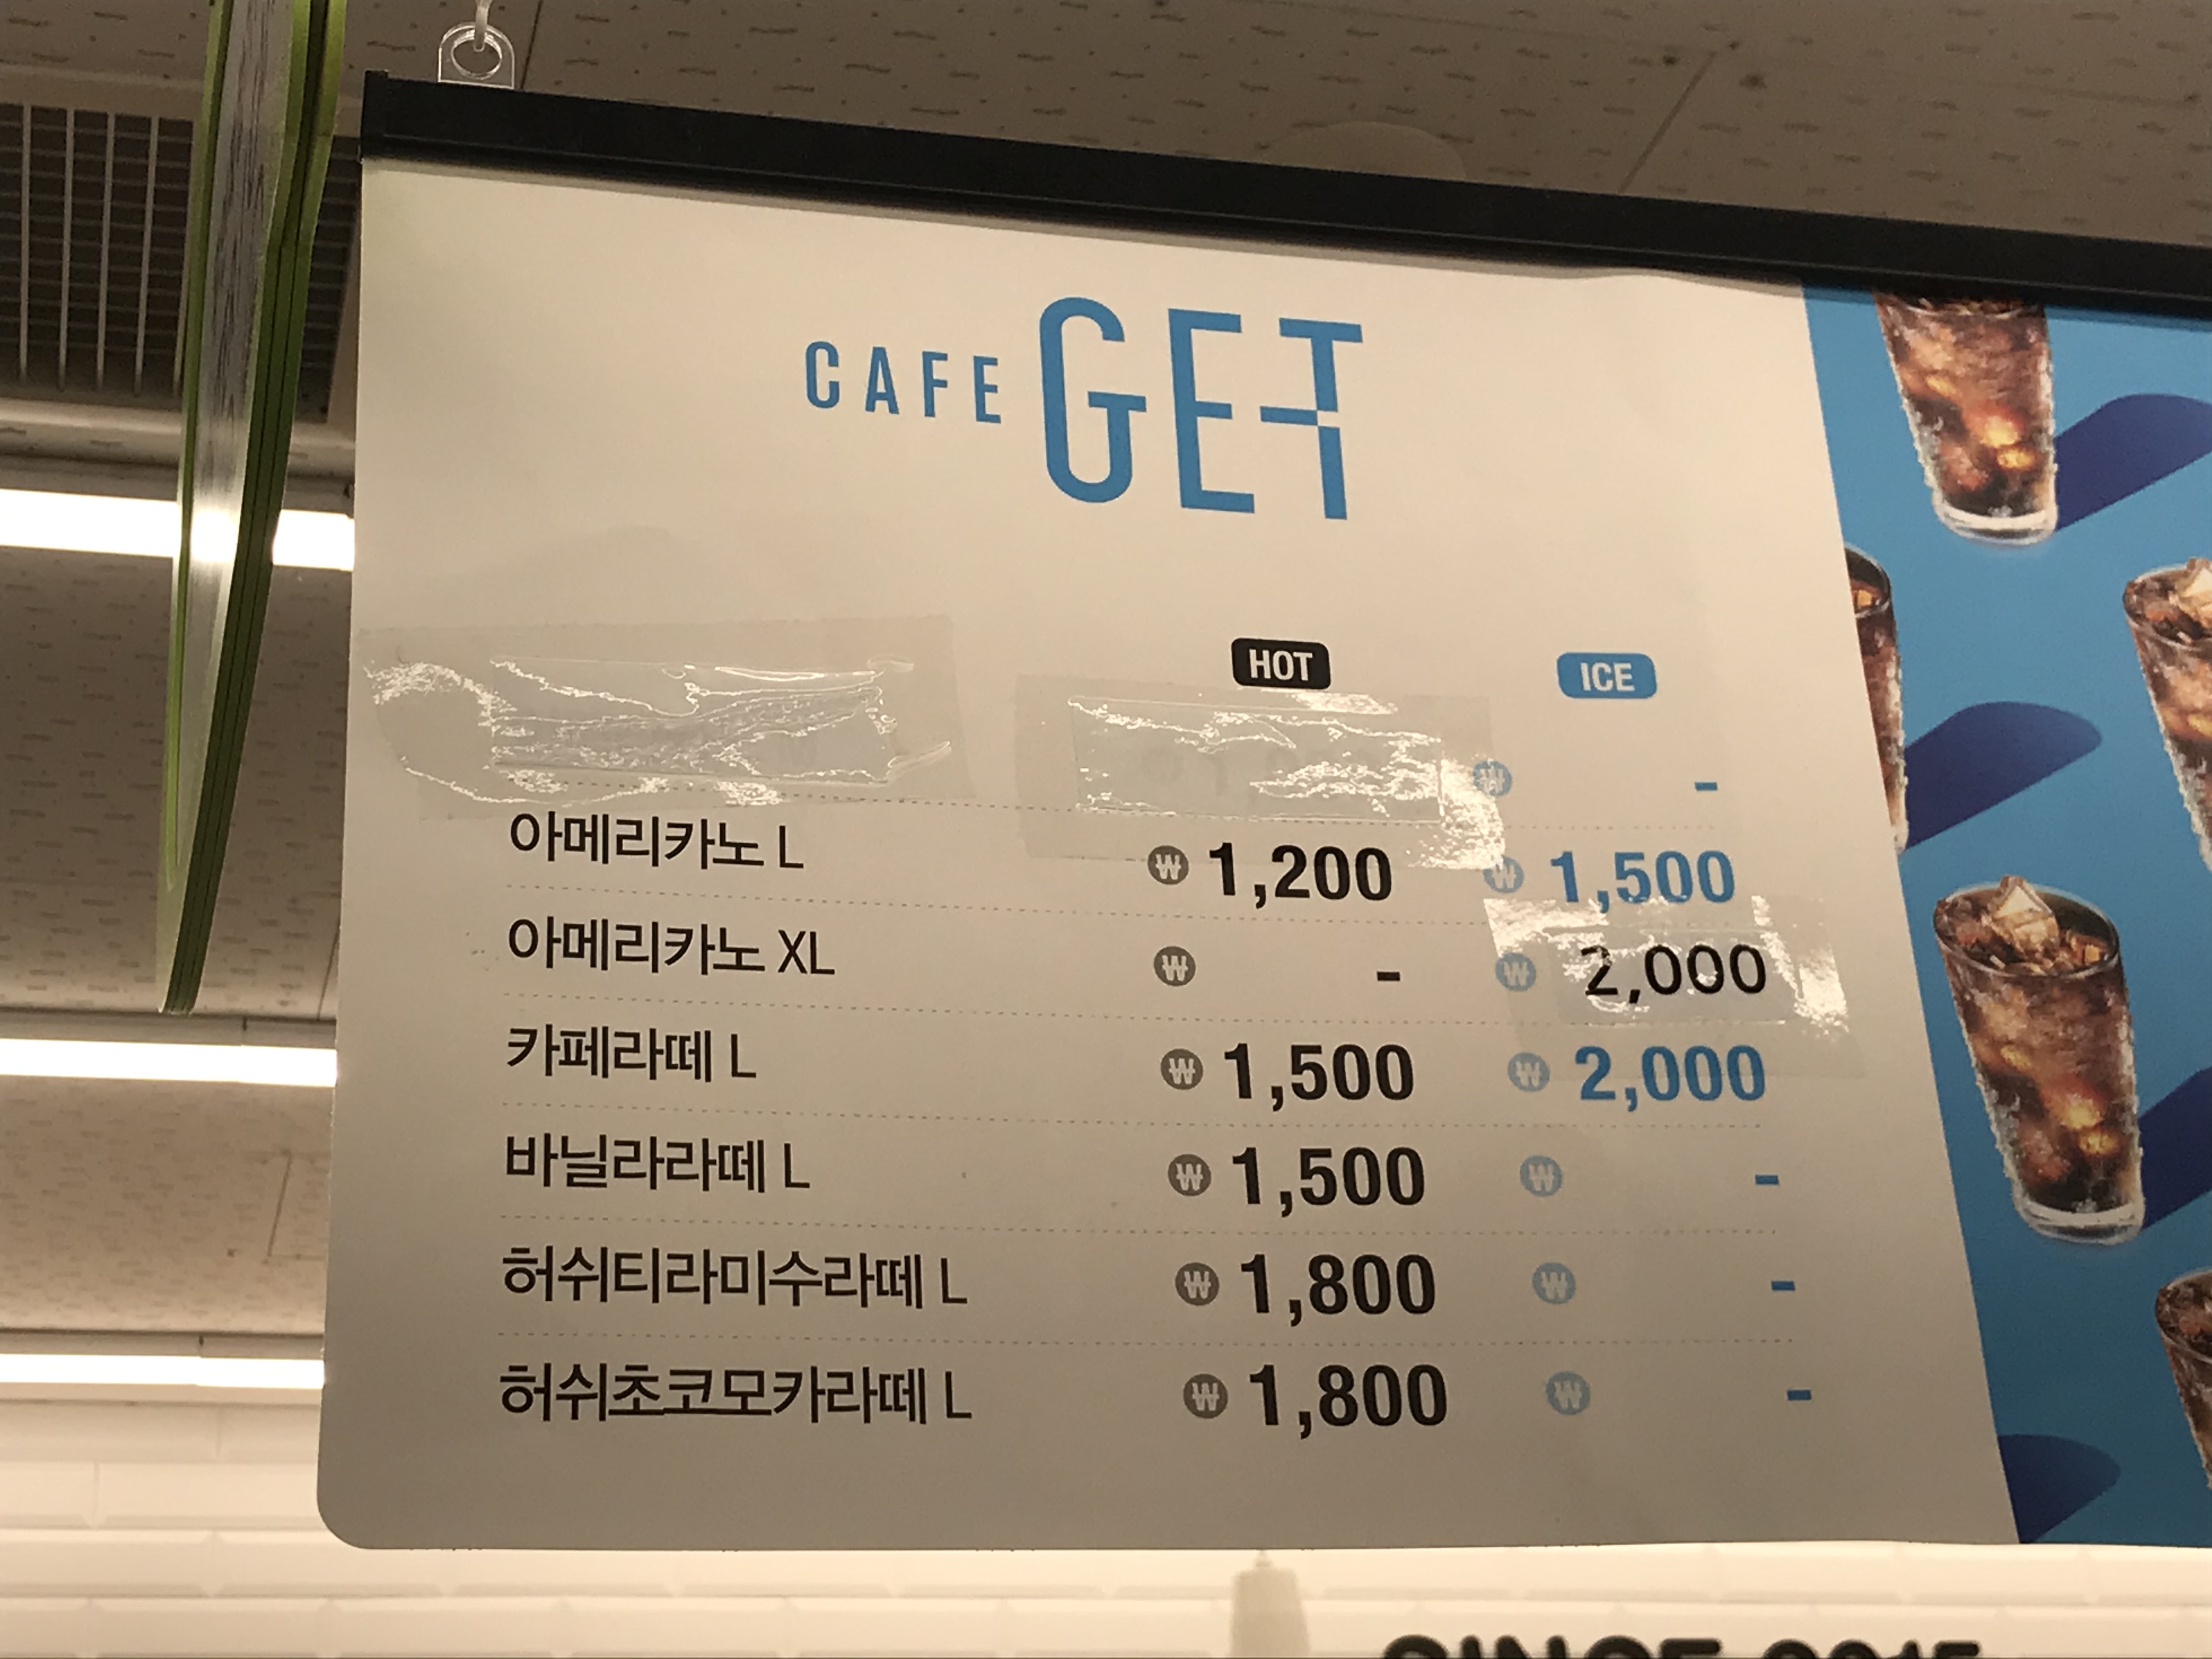 CAFE GET
HOT ICE
₩ -
아메리카노 L ₩ 1,200 ₩ 1,500
아메리카노 XL ₩ - ₩ 2,000
카페라떼 L ₩ 1,500 ₩ 2,000
바닐라라떼 L ₩ 1,500 ₩ -
허쉬티라미수라떼 L ₩ 1,800 ₩ -
허쉬초코모카라떼 L ₩ 1,800 ₩ -
SINCE 2015